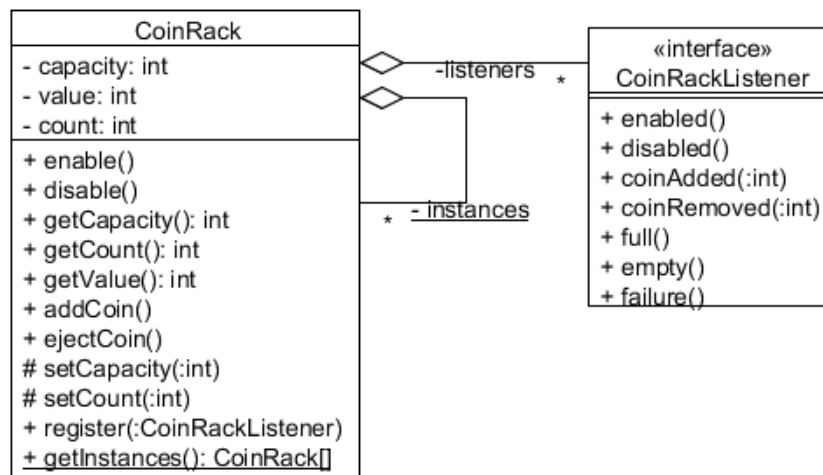 CoinRack
- capacity: int
- value: int
- count: int
+ enable()
+ disable()
+ getCapacity(): int
+ getCount(): int
+ getValue(): int
+ addCoin()
+ ejectCoin()
# setCapacity(:int)
# setCount(:int)
+ register(:CoinRackListener)
+ getInstances(): CoinRack[]
-listeners
*
* - instances
«interface»
CoinRackListener
+ enabled()
+ disabled()
+ coinAdded(:int)
+ coinRemoved(:int)
+ full()
+ empty()
+ failure()